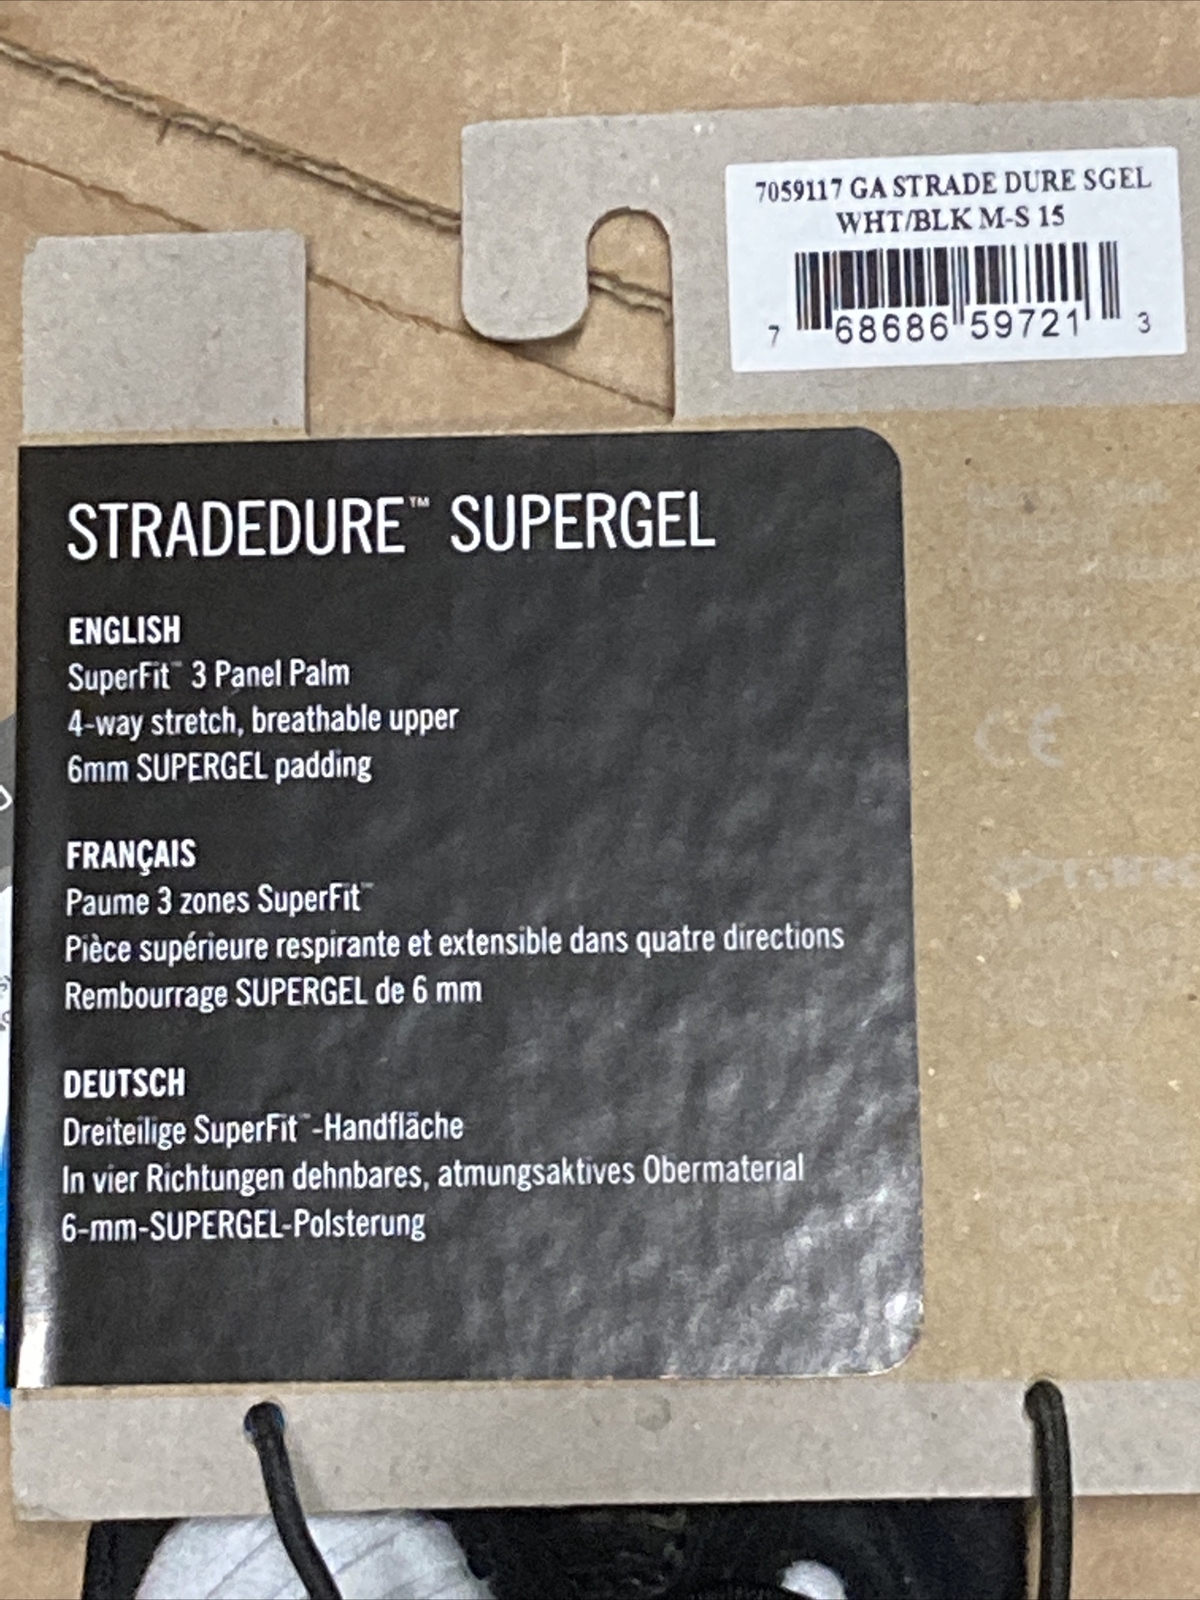 7059117 GA STRADE DURE SGEL
WHT/BLK M-S 15
7 68686 59721 3
STRADEDURE™ SUPERGEL
ENGLISH
SuperFit™ 3 Panel Palm
4-way stretch, breathable upper
6mm SUPERGEL padding
FRANÇAIS
Paume 3 zones SuperFit™
Pièce supérieure respirante et extensible dans quatre directions
Rembourrage SUPERGEL de 6 mm
DEUTSCH
Dreiteilige SuperFit™-Handfläche
In vier Richtungen dehnbares, atmungsaktives Obermaterial
6-mm-SUPERGEL-Polsterung
CE